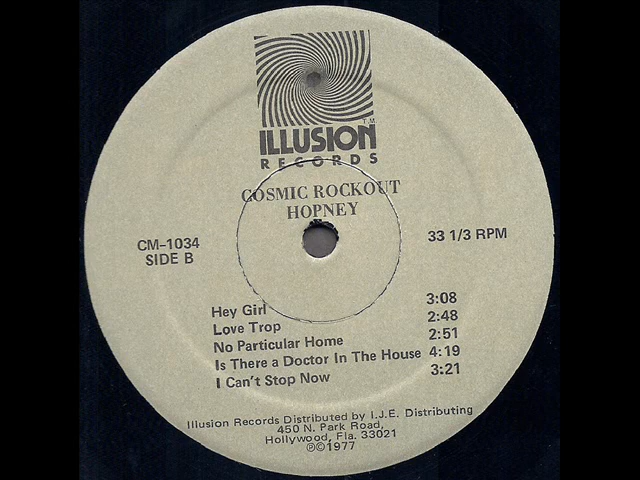 T.M.
ILLUSION
RECORDS
COSMIC ROCKOUT
HOPNEY
CM-1034
SIDE B
33 1/3 RPM
Hey Girl 3:08
Love Trop 2:48
No Particular Home 2:51
Is There a Doctor In The House 4:19
I Can't Stop Now 3:21
Illusion Records Distributed by I.J.E. Distributing
450 N. Park Road,
Hollywood, Fla. 33021
℗©1977